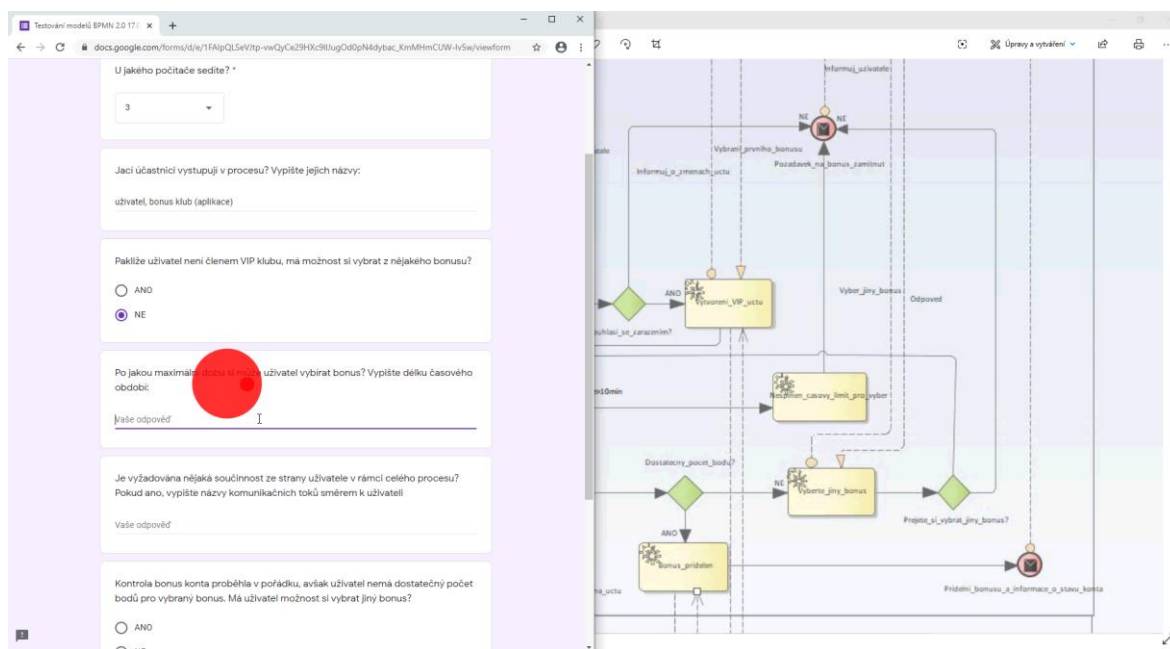 Testování modelů BPMN 2.0 17.0
docs.google.com/forms/d/e/
Úpravy a vytváření
U jakého počítače sedíte? *
3
Jací účastníci vystupují v procesu? Vypište jejich názvy:
uživatel, bonus klub (aplikace)
Pakliže uživatel není členem VIP klubu, má možnost si vybrat z nějakého bonusu?
ANO
NE
Po jakou maximální dobu si může uživatel vybírat bonus? Vypište délku časového
období:
Vaše odpověď
Je vyžadována nějaká součinnost ze strany uživatele v rámci celého procesu?
Pokud ano, vypište názvy komunikačních toků směrem k uživateli
Vaše odpověď
Kontrola bonus konta proběhla v pořádku, avšak uživatel nemá dostatečný počet
bodů pro vybraný bonus. Má uživatel možnost si vybrat jiný bonus?
ANO
Informuj_uzivatele
NE
NE
Vybrani_prvniho_bonusu
Pozadavek_na_bonus_zamitnut
Informuj_o_zmenach_uctu
ANO
Vytvoreni_VIP_uctu
Vyber_jiny_bonus
Odpoved
ouhlasi_se_zarazenim?
10min
Nesplnen_casovy_limit_pro_vyber
Dostatecny_pocet_bodu?
NE
Vyberte_jiny_bonus
Prejete_si_vybrat_jiny_bonus?
ANO
Bonus_pridelen
na_uctu
Prideleni_bonusu_a_informace_o_stavu_konta